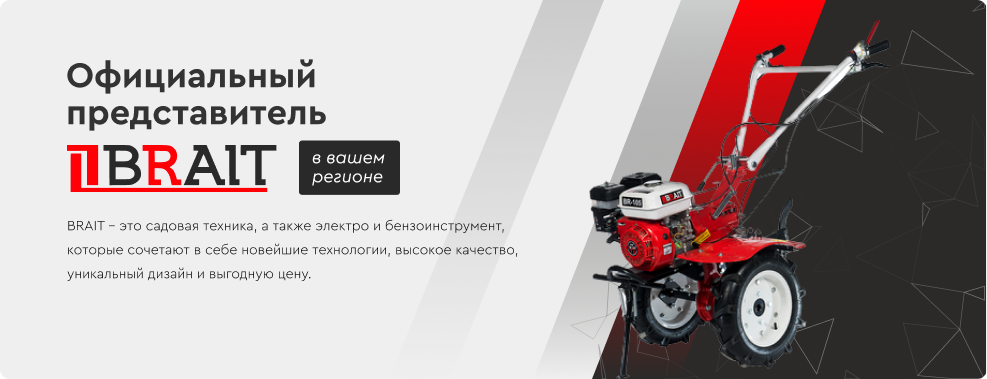 Официальный
представитель
BRAIT
в вашем
регионе
BRAIT – это садовая техника, а также электро и бензоинструмент,
которые сочетают в себе новейшие технологии, высокое качество,
уникальный дизайн и выгодную цену.
BRAIT
BR-105